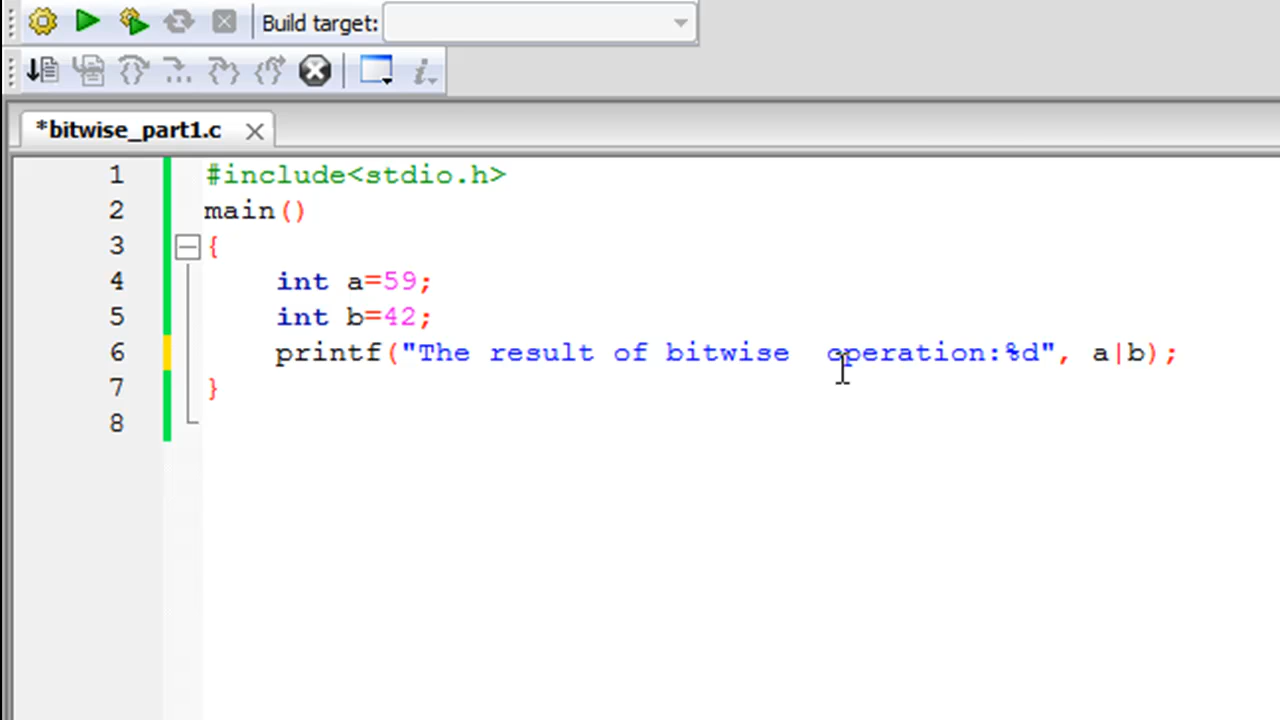 Build target:
*bitwise_part1.c
1 #include<stdio.h>
2 main()
3 {
4     int a=59;
5     int b=42;
6     printf("The result of bitwise  operation:%d", a|b);
7 }
8